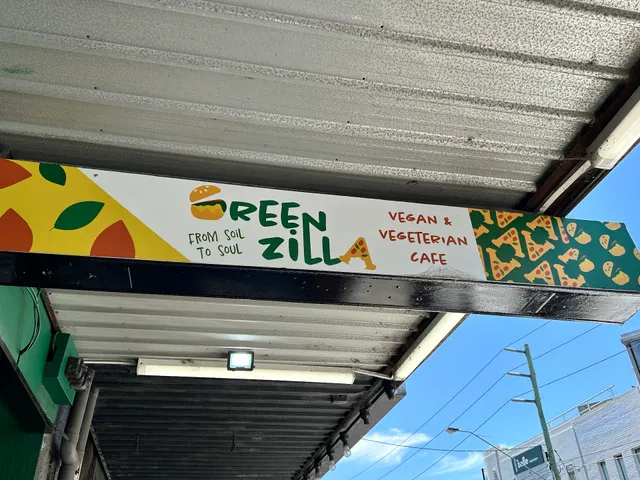 GREEN
ZILLA
FROM SOIL
TO SOUL
VEGAN &
VEGETERIAN
CAFE